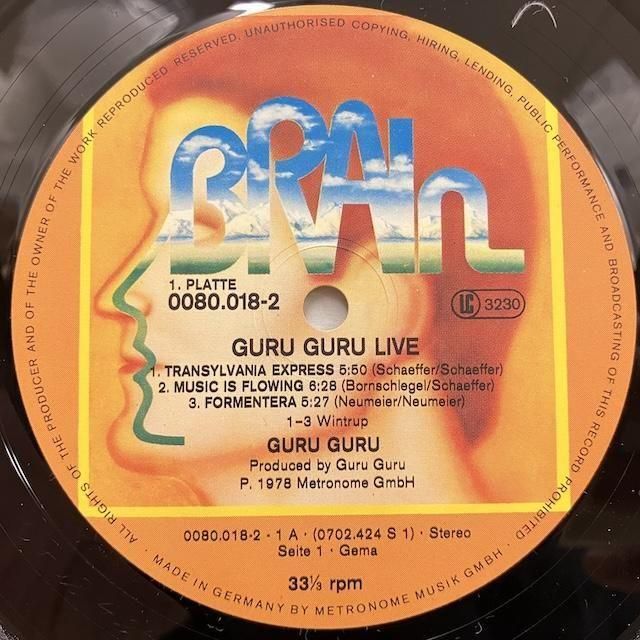 ALL RIGHTS OF THE PRODUCER AND OF THE OWNER OF THE WORK REPRODUCED RESERVED. UNAUTHORISED COPYING, HIRING, LENDING, PUBLIC PERFORMANCE AND BROADCASTING OF THIS RECORD PROHIBITED
BRAIN
1. PLATTE
0080.018-2
LC 3230
GURU GURU LIVE
1. TRANSYLVANIA EXPRESS 5:50 (Schaeffer/Schaeffer)
2. MUSIC IS FLOWING 6:28 (Bornschlegel/Schaeffer)
3. FORMENTERA 5:27 (Neumeier/Neumeier)
1-3 Wintrup
GURU GURU
Produced by Guru Guru
P. 1978 Metronome GmbH
0080.018-2 · 1 A · (0702.424 S 1) · Stereo
Seite 1 · Gema
33⅓ rpm
· MADE IN GERMANY BY METRONOME MUSIK GMBH ·